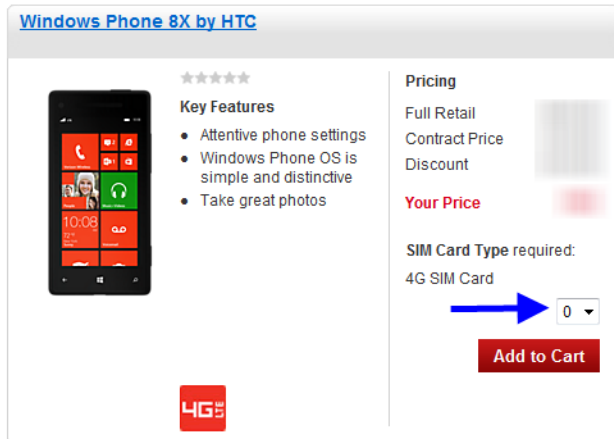 Windows Phone 8X by HTC
Key Features
Attentive phone settings
Windows Phone OS is
simple and distinctive
Take great photos
4G LTE
10:08
Pricing
Full Retail
Contract Price
Discount
Your Price
SIM Card Type required:
4G SIM Card
0
Add to Cart